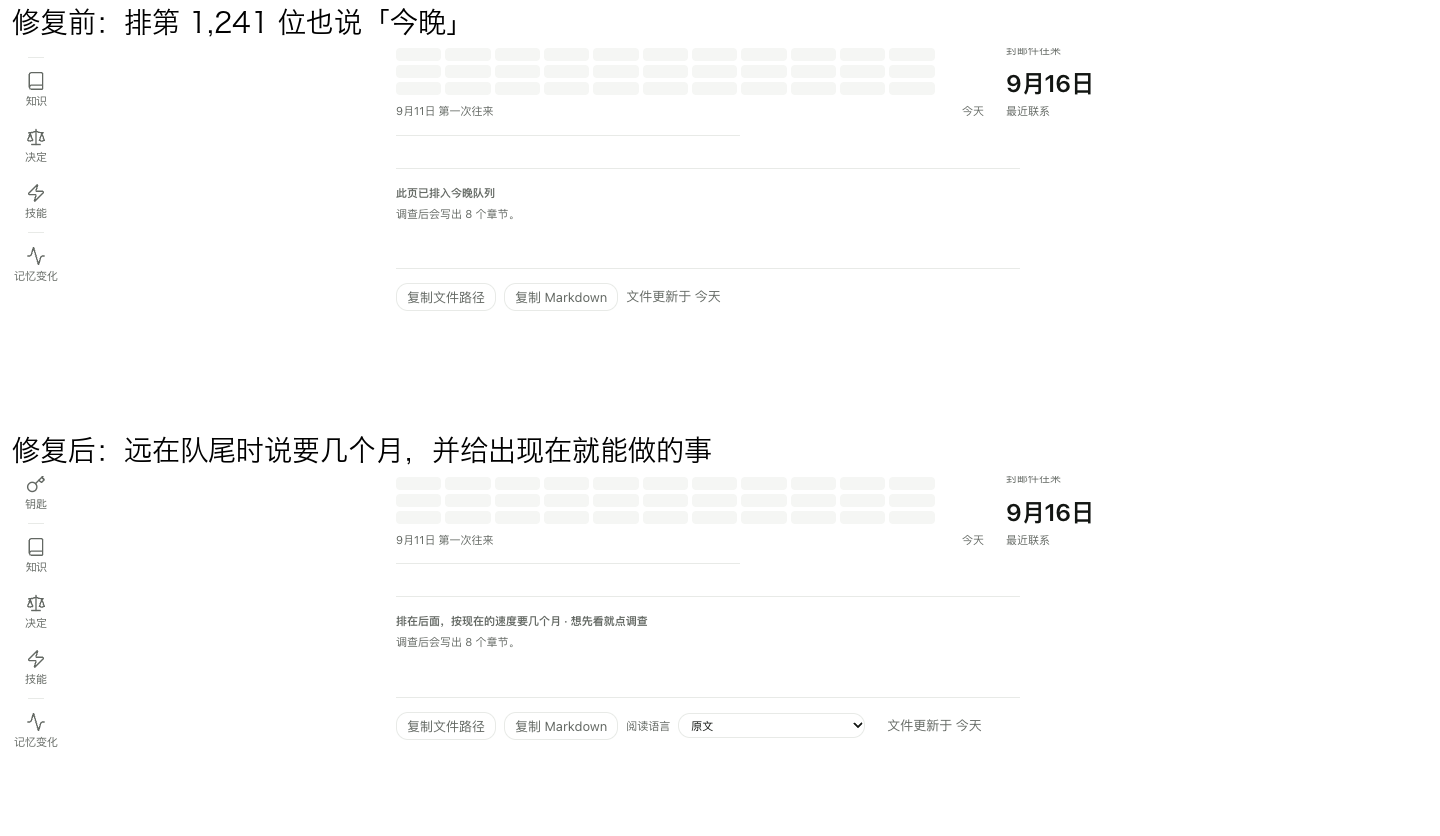 修复前：排第 1,241 位也说「今晚」
到邮件往来
9月16日
9月11日 第一次往来
今天
最近联系
知识
决定
技能
记忆变化
此页已排入今晚队列
调查后会写出 8 个章节。
复制文件路径
复制 Markdown
文件更新于 今天
修复后：远在队尾时说要几个月，并给出现在就能做的事
钥匙
到邮件往来
9月16日
9月11日 第一次往来
今天
最近联系
知识
决定
技能
记忆变化
排在后面，按现在的速度要几个月 · 想先看就点调查
调查后会写出 8 个章节。
复制文件路径
复制 Markdown
阅读语言
原文
文件更新于 今天